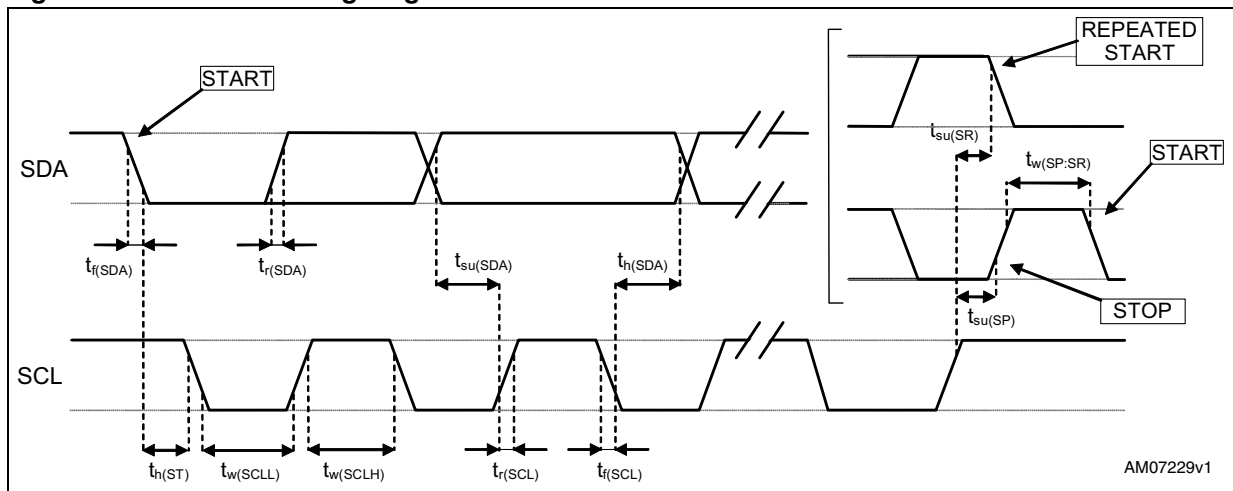 START
REPEATED
START
SDA
t_su(SR)
t_w(SP:SR)
START
t_f(SDA)
t_r(SDA)
t_su(SDA)
t_h(SDA)
t_su(SP)
STOP
SCL
t_h(ST)
t_w(SCLL)
t_w(SCLH)
t_r(SCL)
t_f(SCL)
AM07229v1